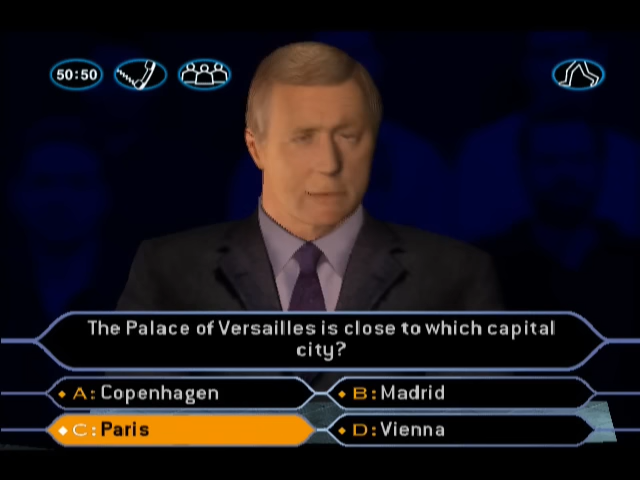 50:50
The Palace of Versailles is close to which capital
city?
A: Copenhagen
B: Madrid
C: Paris
D: Vienna